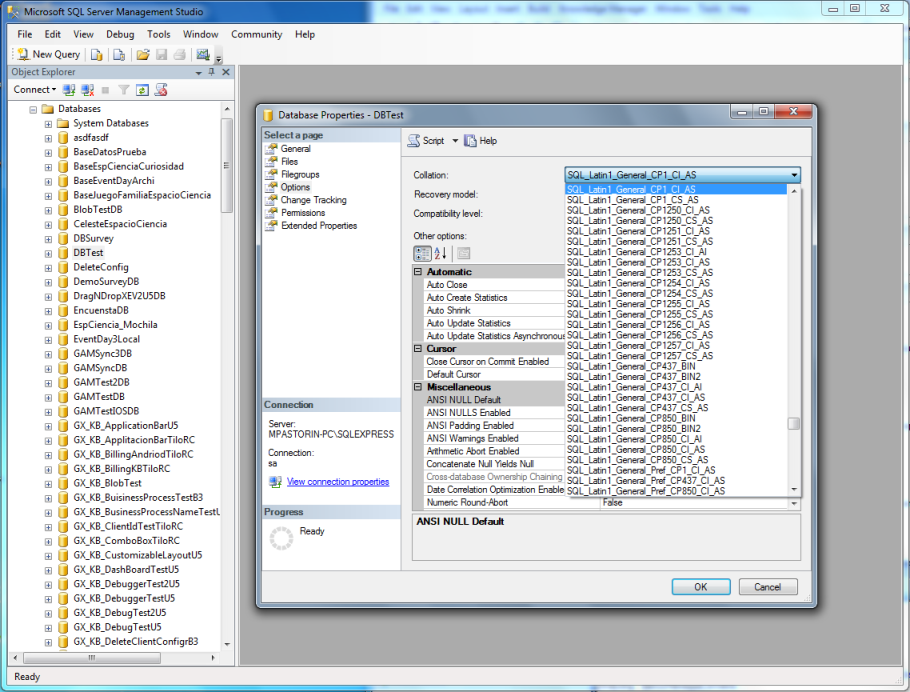 Microsoft SQL Server Management Studio
File Edit View Debug Tools Window Community Help
New Query
Object Explorer
Connect
Databases
System Databases
asdfasdf
BaseDatosPrueba
BaseEspCienciaCuriosidad
BaseEventDayArchi
BaseJuegoFamiliaEspacioCiencia
BlobTestDB
CelesteEspacioCiencia
DBSurvey
DBTest
DeleteConfig
DemoSurveyDB
DragNDropXEV2U5DB
EncuestaDB
EspCiencia_Mochila
EventDay3Local
GAMSync3DB
GAMSyncDB
GAMTest2DB
GAMTestDB
GAMTestIOSDB
GX_KB_ApplicationBarU5
GX_KB_ApplicacionBarTiloRC
GX_KB_BillingAndriodTiloRC
GX_KB_BillingKBTiloRC
GX_KB_BlobTest
GX_KB_BuisinessProcessTestB3
GX_KB_BusinessProcessNameTestU
GX_KB_ClientIdTestTiloRC
GX_KB_ComboBoxTiloRC
GX_KB_CustomizableLayoutU5
GX_KB_DashBoardTestU5
GX_KB_DebuggerTest2U5
GX_KB_DebuggerTestU5
GX_KB_DebugTest2U5
GX_KB_DebugTestU5
GX_KB_DeleteClientConfigrB3
Ready
Database Properties - DBTest
Select a page
General
Files
Filegroups
Options
Change Tracking
Permissions
Extended Properties
Connection
Server:
MPASTORIN-PC\SQLEXPRESS
Connection:
sa
View connection properties
Progress
Ready
Script Help
Collation: SQL_Latin1_General_CP1_CI_AS
Recovery model:
Compatibility level:
Other options:
Automatic
Auto Close
Auto Create Statistics
Auto Shrink
Auto Update Statistics
Auto Update Statistics Asynchronous
Cursor
Close Cursor on Commit Enabled
Default Cursor
Miscellaneous
ANSI NULL Default
ANSI NULLS Enabled
ANSI Padding Enabled
ANSI Warnings Enabled
Arithmetic Abort Enabled
Concatenate Null Yields Null
Cross-database Ownership Chaining
Date Correlation Optimization Enable
Numeric Round-Abort False
SQL_Latin1_General_CP1_CI_AS
SQL_Latin1_General_CP1_CS_AS
SQL_Latin1_General_CP1250_CI_AS
SQL_Latin1_General_CP1250_CS_AS
SQL_Latin1_General_CP1251_CI_AS
SQL_Latin1_General_CP1251_CS_AS
SQL_Latin1_General_CP1253_CI_AI
SQL_Latin1_General_CP1253_CI_AS
SQL_Latin1_General_CP1253_CS_AS
SQL_Latin1_General_CP1254_CI_AS
SQL_Latin1_General_CP1254_CS_AS
SQL_Latin1_General_CP1255_CI_AS
SQL_Latin1_General_CP1255_CS_AS
SQL_Latin1_General_CP1256_CI_AS
SQL_Latin1_General_CP1256_CS_AS
SQL_Latin1_General_CP1257_CI_AS
SQL_Latin1_General_CP1257_CS_AS
SQL_Latin1_General_CP437_BIN
SQL_Latin1_General_CP437_BIN2
SQL_Latin1_General_CP437_CI_AI
SQL_Latin1_General_CP437_CI_AS
SQL_Latin1_General_CP437_CS_AS
SQL_Latin1_General_CP850_BIN
SQL_Latin1_General_CP850_BIN2
SQL_Latin1_General_CP850_CI_AI
SQL_Latin1_General_CP850_CI_AS
SQL_Latin1_General_CP850_CS_AS
SQL_Latin1_General_Pref_CP1_CI_AS
SQL_Latin1_General_Pref_CP437_CI_AS
SQL_Latin1_General_Pref_CP850_CI_AS
ANSI NULL Default
OK Cancel